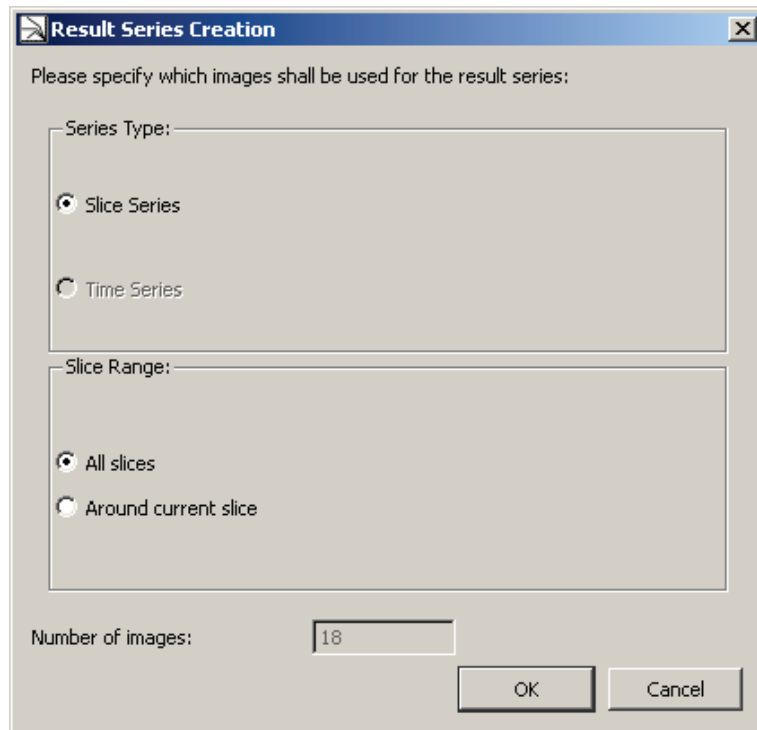 Result Series Creation
Please specify which images shall be used for the result series:
Series Type:
Slice Series
Time Series
Slice Range:
All slices
Around current slice
Number of images: 18
OK Cancel